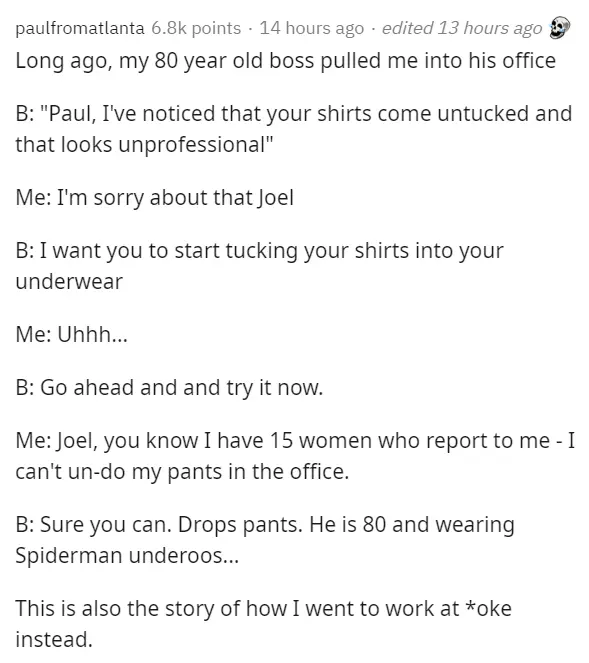 paulfromatlanta 6.8k points · 14 hours ago · edited 13 hours ago
Long ago, my 80 year old boss pulled me into his office
B: "Paul, I've noticed that your shirts come untucked and
that looks unprofessional"
Me: I'm sorry about that Joel
B: I want you to start tucking your shirts into your
underwear
Me: Uhhh...
B: Go ahead and and try it now.
Me: Joel, you know I have 15 women who report to me - I
can't un-do my pants in the office.
B: Sure you can. Drops pants. He is 80 and wearing
Spiderman underoos...
This is also the story of how I went to work at *oke
instead.